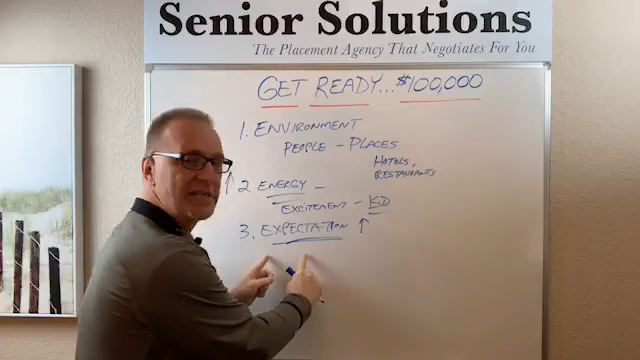 Senior Solutions
The Placement Agency That Negotiates For You
GET READY... $100,000
1. ENVIRONMENT
PEOPLE - PLACES
HOTELS,
RESTAURANTS
↑ 2. ENERGY -
EXCITEMENT - KID
3. EXPECTATION ↑